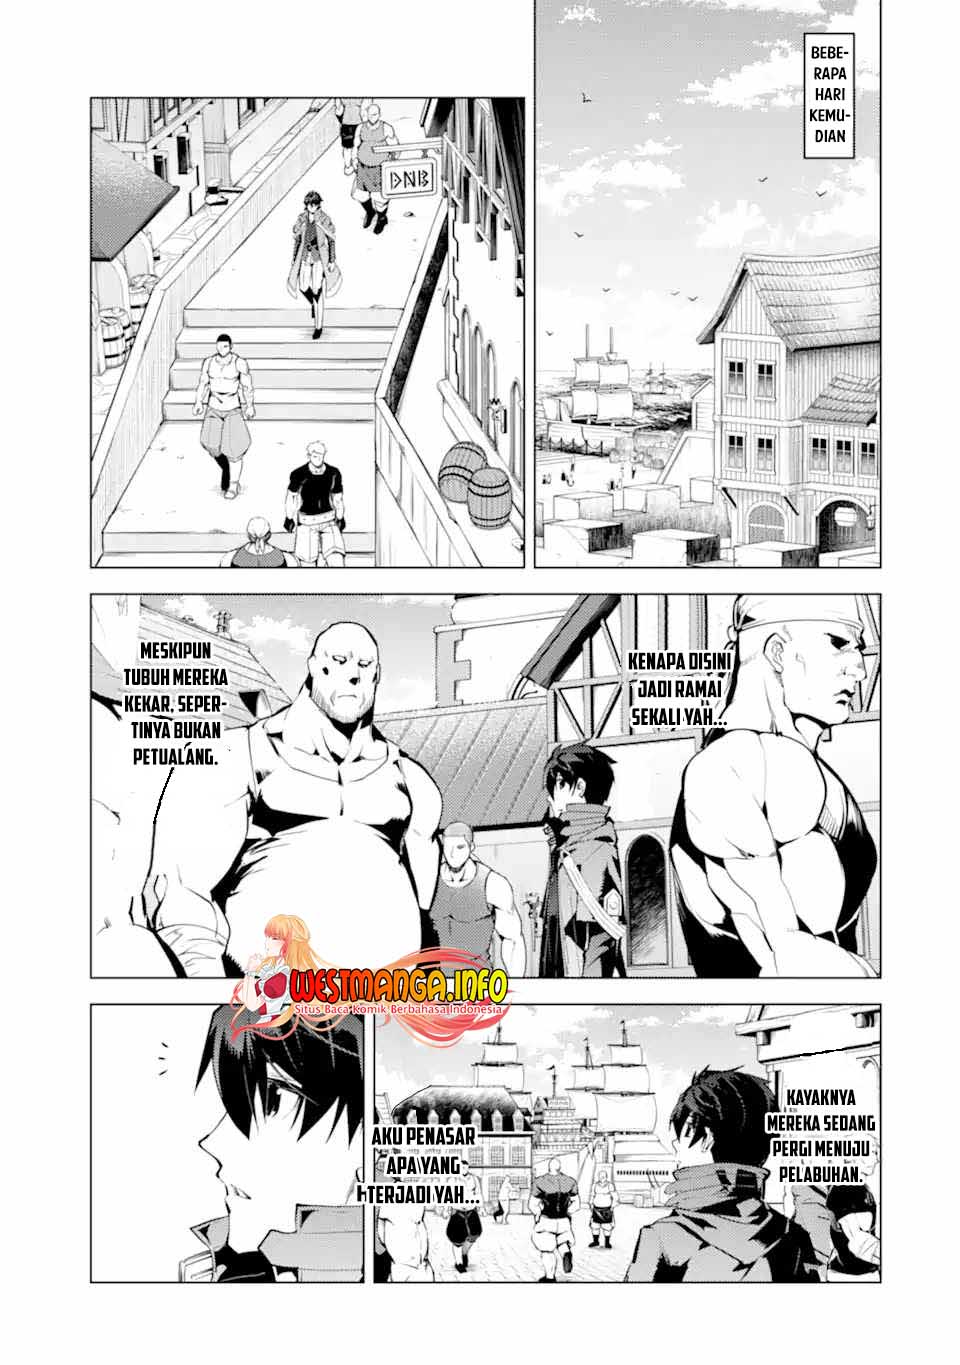 BEBE-
RAPA
HARI
KEMU-
DIAN
DNB
KENAPA DISINI
JADI RAMAI
SEKALI YAH...
MESKIPUN
TUBUH MEREKA
KEKAR, SEPER-
TINYA BUKAN
PETUALANG.
WESTMANGA.INFO
Situs Baca Komik Berbahasa Indonesia
KAYAKNYA
MEREKA SEDANG
PERGI MENUJU
PELABUHAN.
AKU PENASAR
APA YANG
TERJADI YAH...